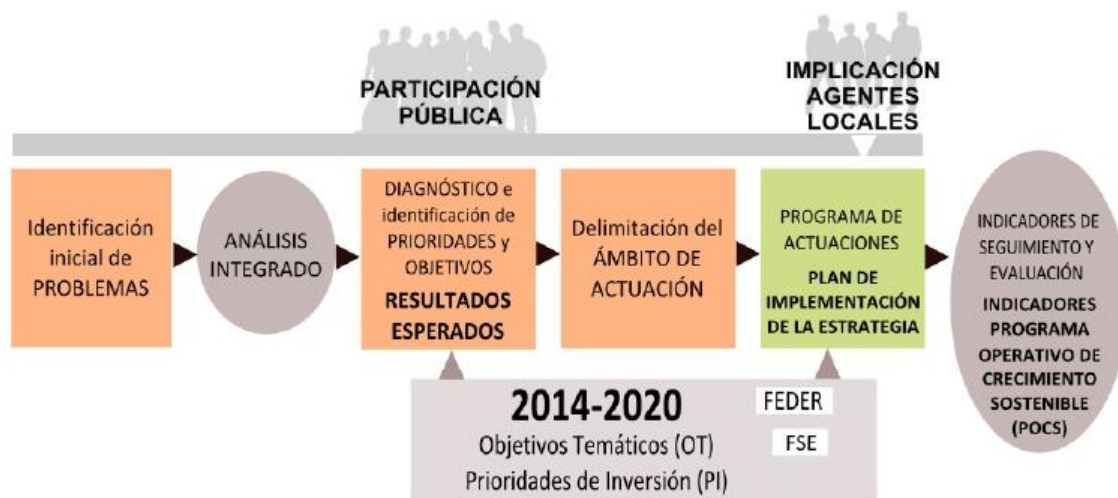 PARTICIPACIÓN
PÚBLICA
IMPLICACIÓN
AGENTES
LOCALES
Identificación
inicial de
PROBLEMAS
ANÁLISIS
INTEGRADO
DIAGNÓSTICO e
identificación de
PRIORIDADES y
OBJETIVOS
RESULTADOS
ESPERADOS
Delimitación del
ÁMBITO DE
ACTUACIÓN
PROGRAMA DE
ACTUACIONES
PLAN DE
IMPLEMENTACIÓN
DE LA ESTRATEGIA
INDICADORES DE
SEGUIMIENTO Y
EVALUACIÓN
INDICADORES
PROGRAMA
OPERATIVO DE
CRECIMIENTO
SOSTENIBLE
(POCS)
2014-2020
FEDER
Objetivos Temáticos (OT)
FSE
Prioridades de Inversión (PI)